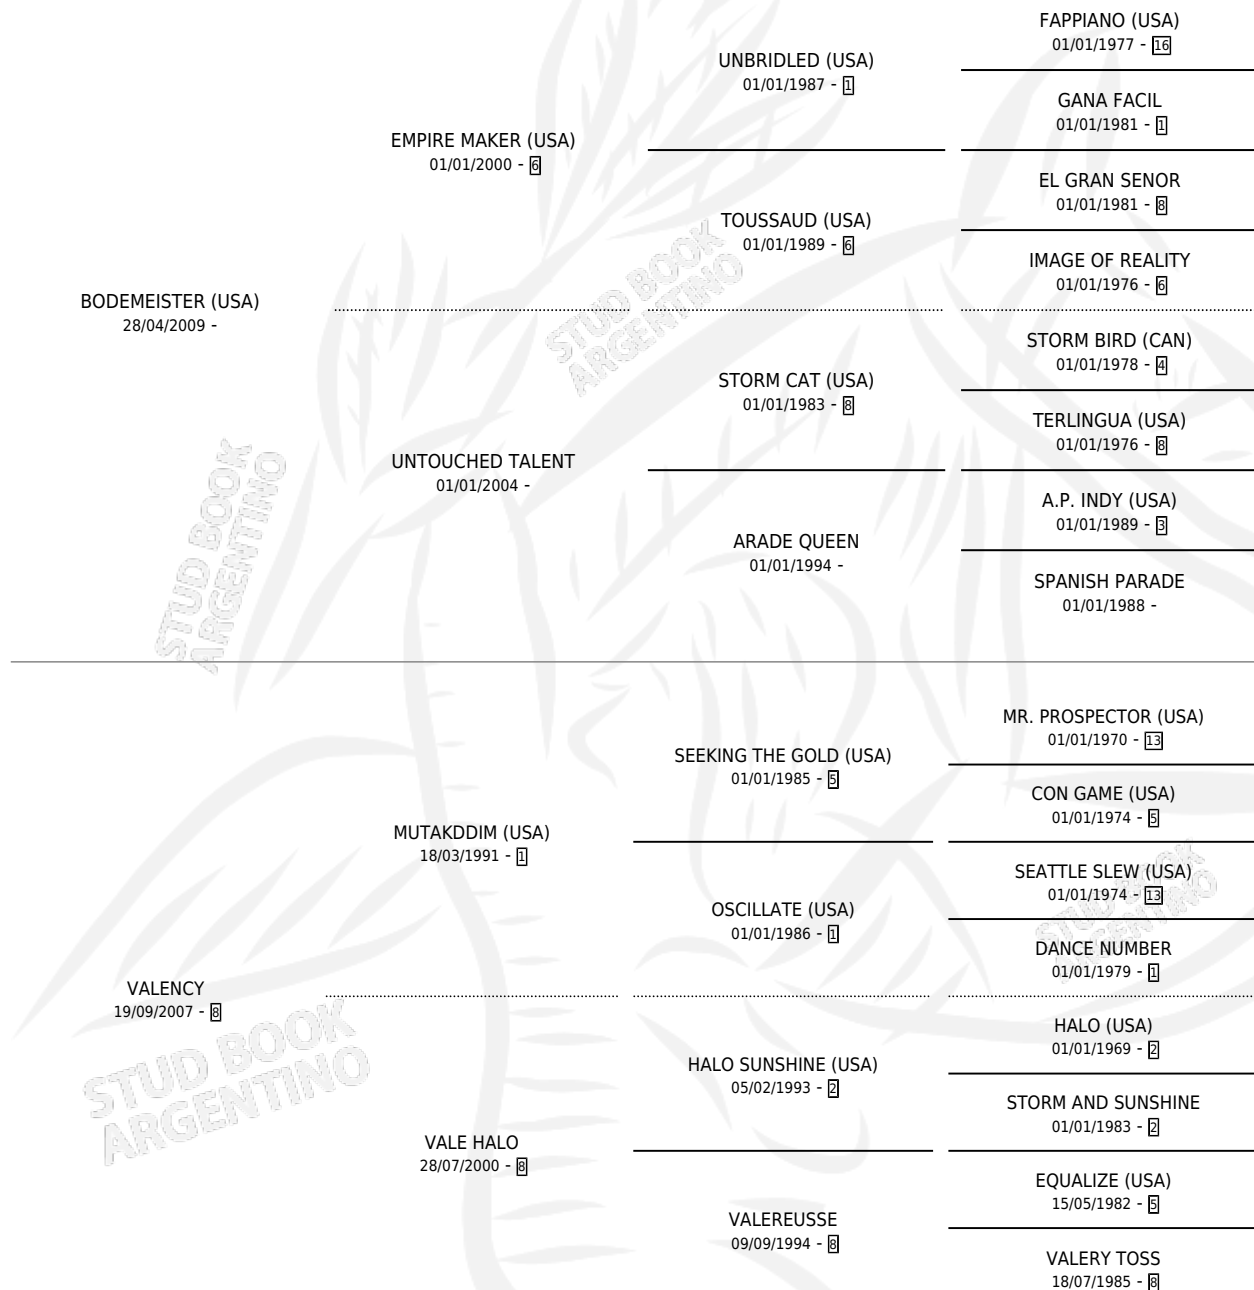 FAPPIANO (USA)
01/01/1977 - 16
UNBRIDLED (USA)
01/01/1987 - 1
GANA FACIL
01/01/1981 - 1
EMPIRE MAKER (USA)
01/01/2000 - 6
EL GRAN SENOR
01/01/1981 - 8
TOUSSAUD (USA)
01/01/1989 - 6
IMAGE OF REALITY
01/01/1976 - 6
BODEMEISTER (USA)
28/04/2009 -
STORM BIRD (CAN)
01/01/1978 - 4
STORM CAT (USA)
01/01/1983 - 8
TERLINGUA (USA)
01/01/1976 - 8
UNTOUCHED TALENT
01/01/2004 -
A.P. INDY (USA)
01/01/1989 - 3
ARADE QUEEN
01/01/1994 -
SPANISH PARADE
01/01/1988 -
MR. PROSPECTOR (USA)
01/01/1970 - 13
SEEKING THE GOLD (USA)
01/01/1985 - 5
CON GAME (USA)
01/01/1974 - 5
MUTAKDDIM (USA)
18/03/1991 - 1
SEATTLE SLEW (USA)
01/01/1974 - 13
OSCILLATE (USA)
01/01/1986 - 1
DANCE NUMBER
01/01/1979 - 1
VALENCY
19/09/2007 - 8
HALO (USA)
01/01/1969 - 2
HALO SUNSHINE (USA)
05/02/1993 - 2
STORM AND SUNSHINE
01/01/1983 - 2
VALE HALO
28/07/2000 - 8
EQUALIZE (USA)
15/05/1982 - 5
VALEREUSSE
09/09/1994 - 8
VALERY TOSS
18/07/1985 - 8
STUD BOOK
ARGENTINO
STUD BOOK
ARGENTINO
STUD BOOK
ARGENTINO
STUD BOOK
ARGENTINO